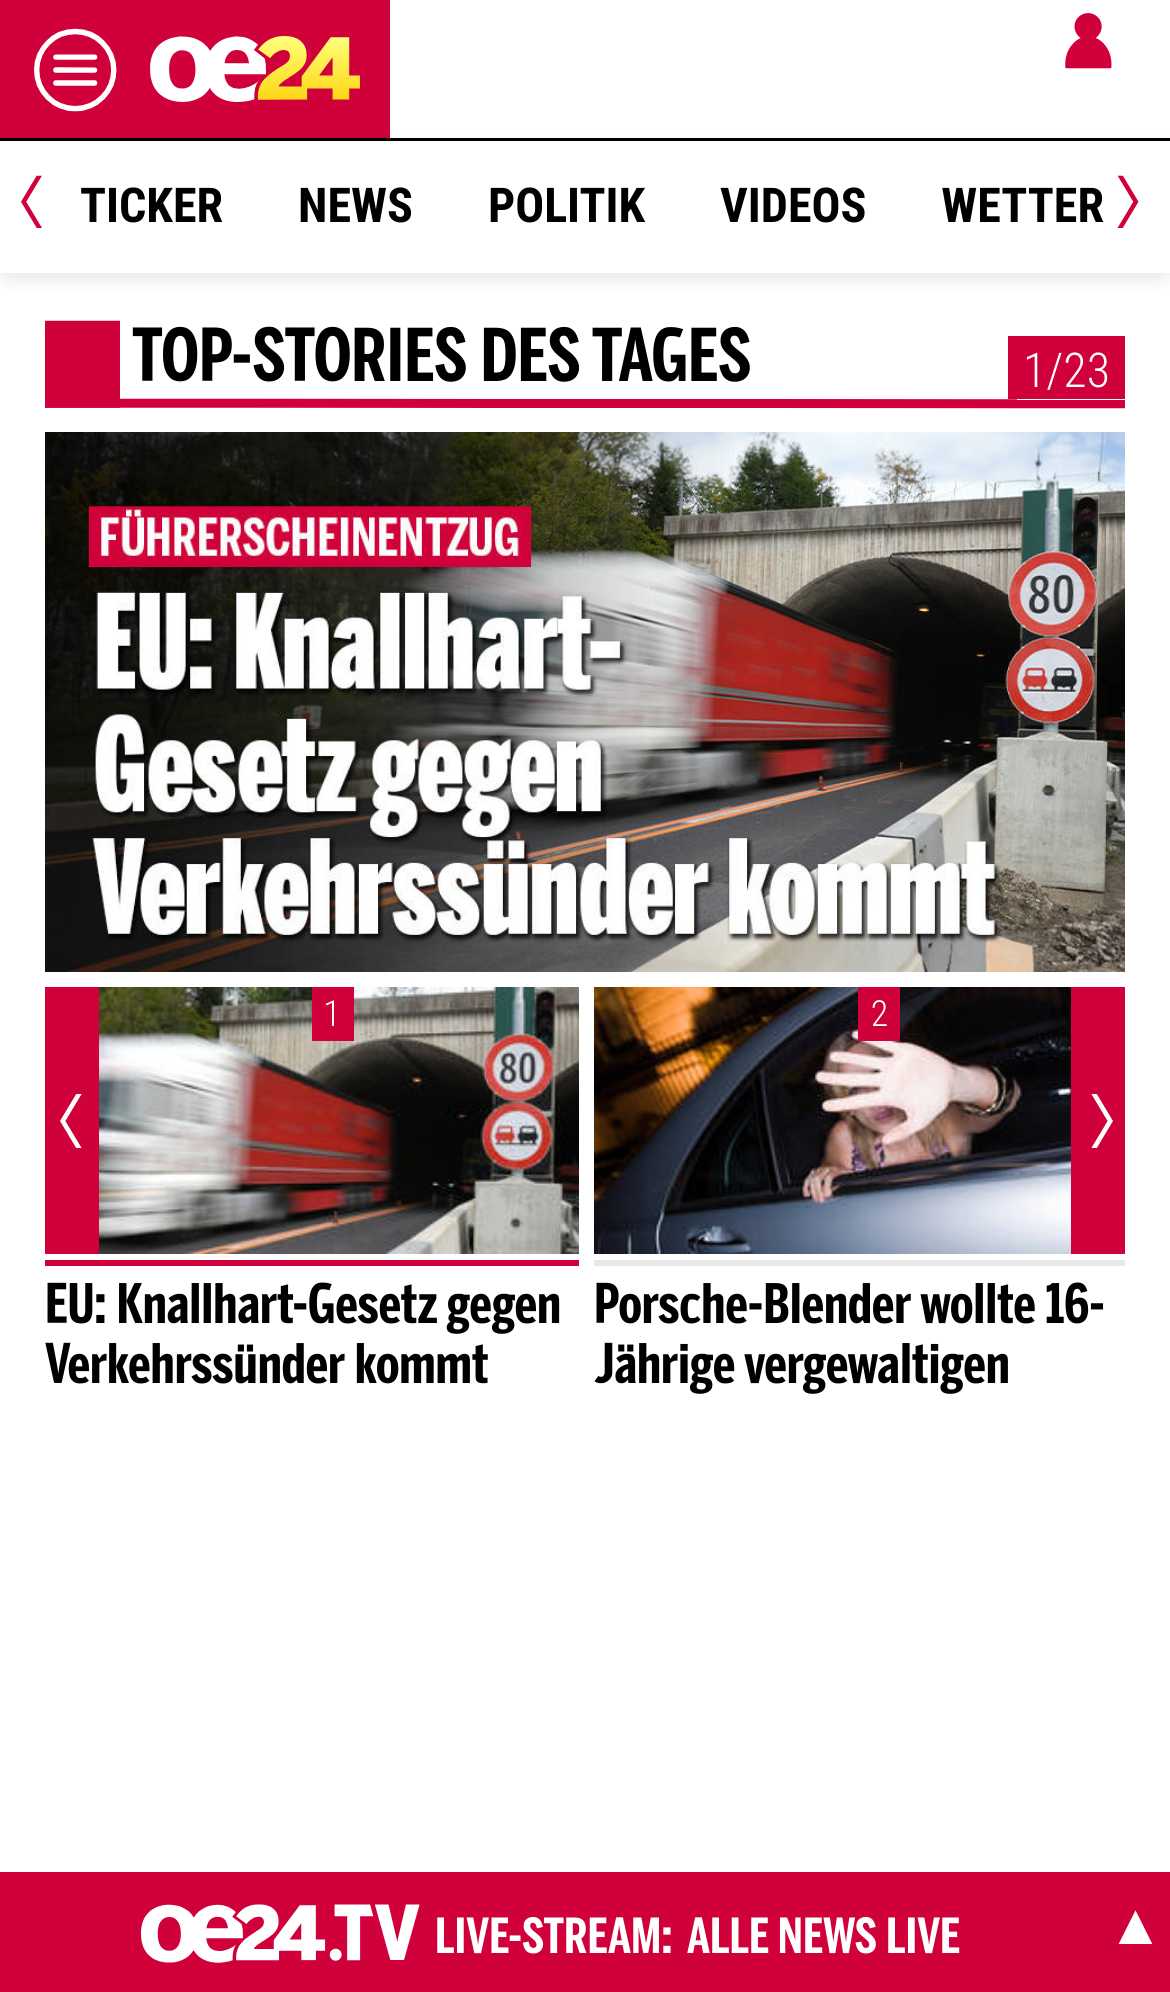 oe24
TICKER NEWS POLITIK VIDEOS WETTER
TOP-STORIES DES TAGES
1/23
FÜHRERSCHEINENTZUG
80
EU: Knallhart-
Gesetz gegen
Verkehrssünder kommt
1
80
2
EU: Knallhart-Gesetz gegen
Verkehrssünder kommt
Porsche-Blender wollte 16-
Jährige vergewaltigen
oe24.TV LIVE-STREAM: ALLE NEWS LIVE